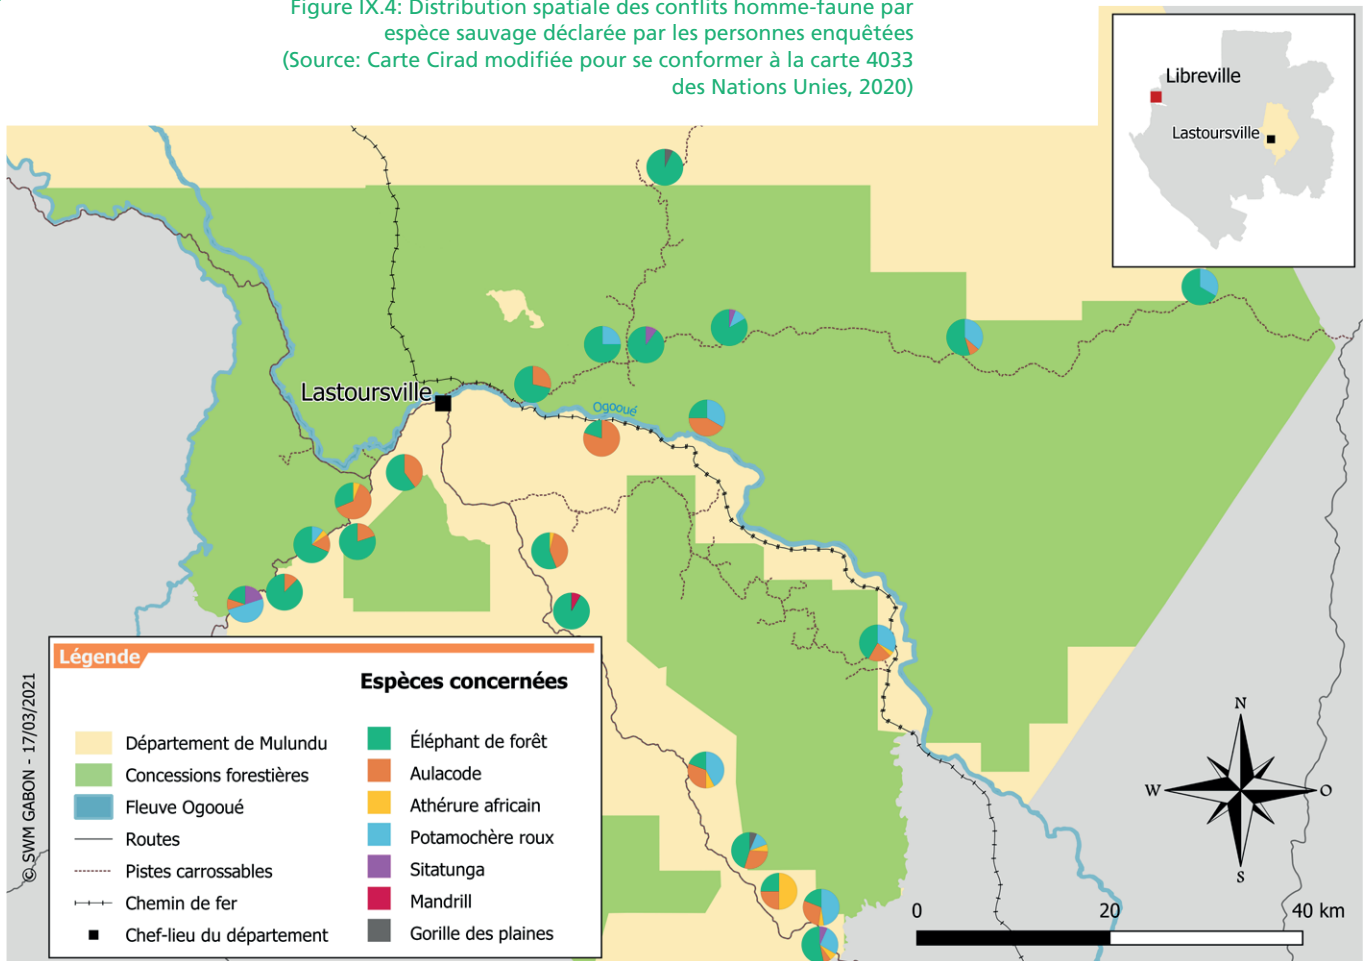 Figure IX.4: Distribution spatiale des conflits homme-faune par
espèce sauvage déclarée par les personnes enquêtées
(Source: Carte Cirad modifiée pour se conformer à la carte 4033
des Nations Unies, 2020)
Libreville
Lastoursville
Lastoursville
Ogooué
Légende
Département de Mulundu
Concessions forestières
Fleuve Ogooué
Routes
Pistes carrossables
Chemin de fer
Chef-lieu du département
Espèces concernées
Éléphant de forêt
Aulacode
Athérure africain
Potamochère roux
Sitatunga
Mandrill
Gorille des plaines
N
W
O
S
0 20 40 km
©SWM GABON - 17/03/2021